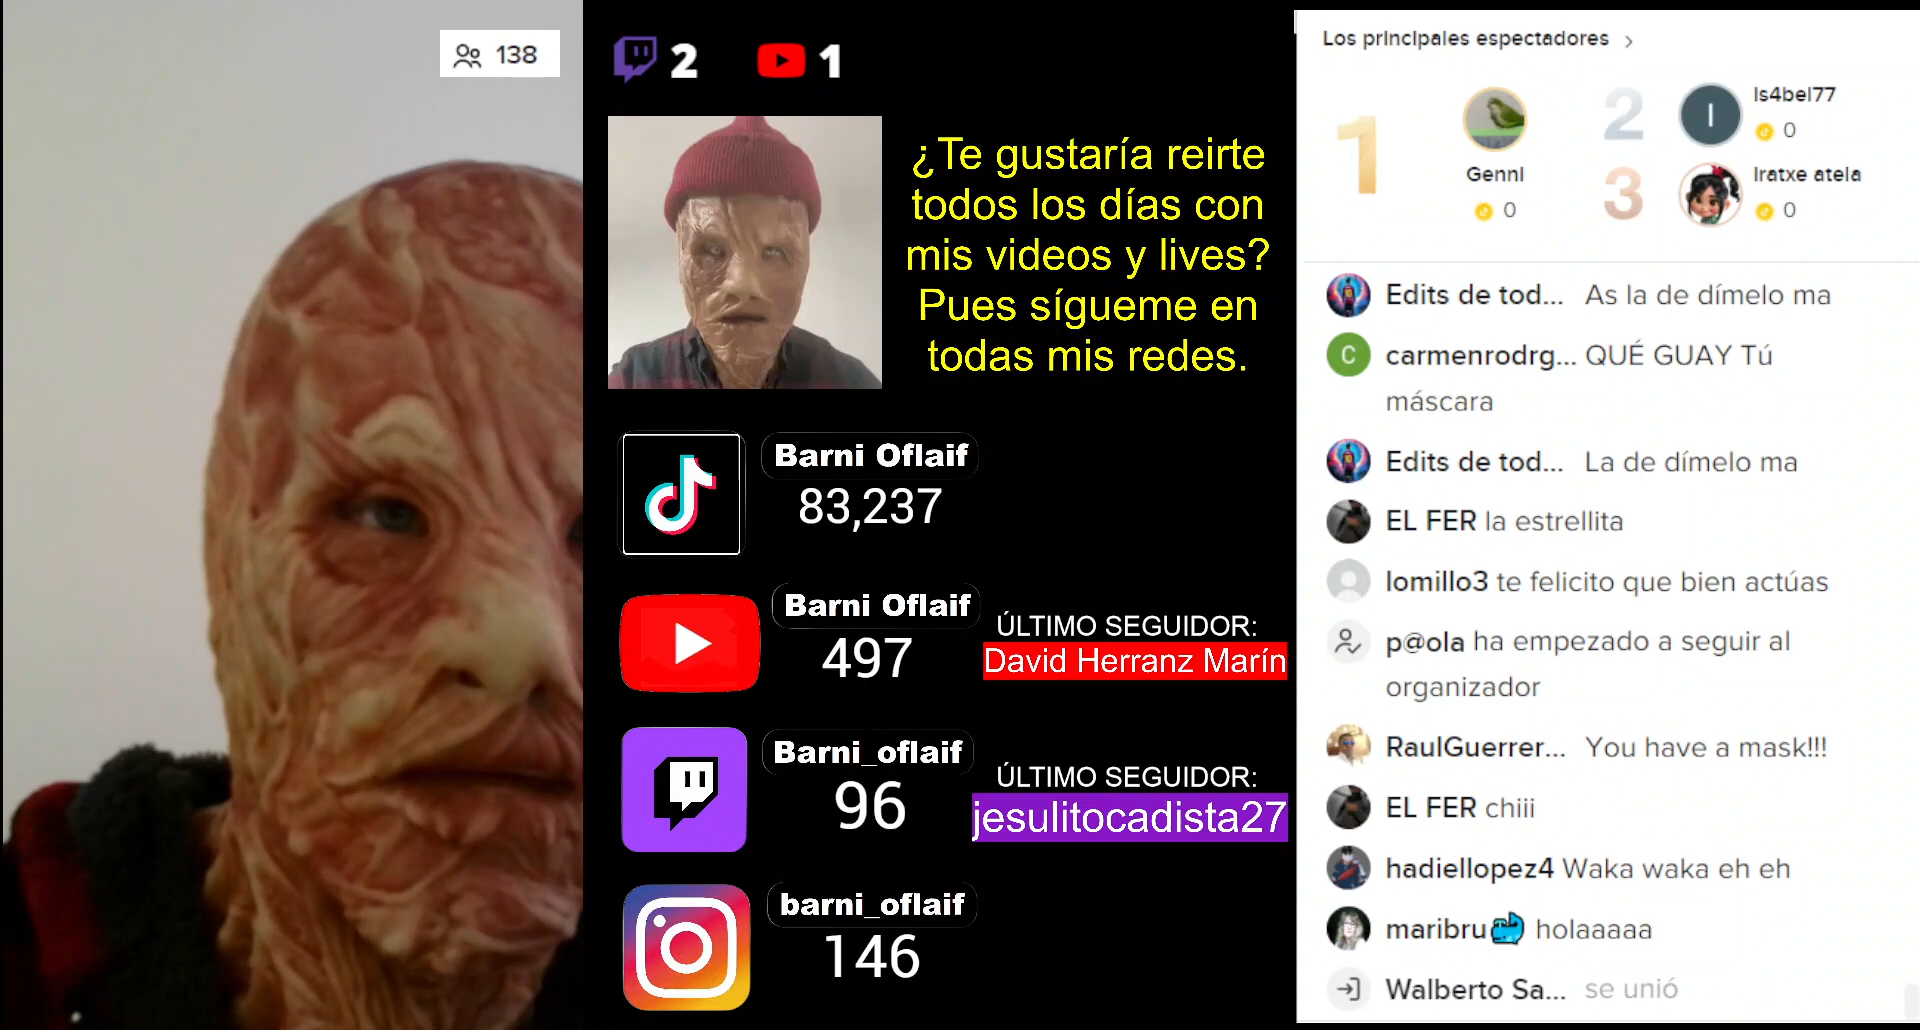 138
2
1
¿Te gustaría reirte
todos los días con
mis videos y lives?
Pues sígueme en
todas mis redes.
Barni Oflaif
83,237
Barni Oflaif
497
ÚLTIMO SEGUIDOR:
David Herranz Marín
Barni_oflaif
96
ÚLTIMO SEGUIDOR:
jesulitocadista27
barni_oflaif
146
Los principales espectadores
1
Gennl
0
2
I
Is4bel77
0
3
Iratxe atela
0
Edits de tod... As la de dímelo ma
C
carmenrodrg... QUÉ GUAY Tú
máscara
Edits de tod... La de dímelo ma
EL FER la estrellita
lomillo3 te felicito que bien actúas
p@ola ha empezado a seguir al
organizador
RaulGuerrer... You have a mask!!!
EL FER chiii
hadiellopez4 Waka waka eh eh
maribru holaaaaa
Walberto Sa... se unió